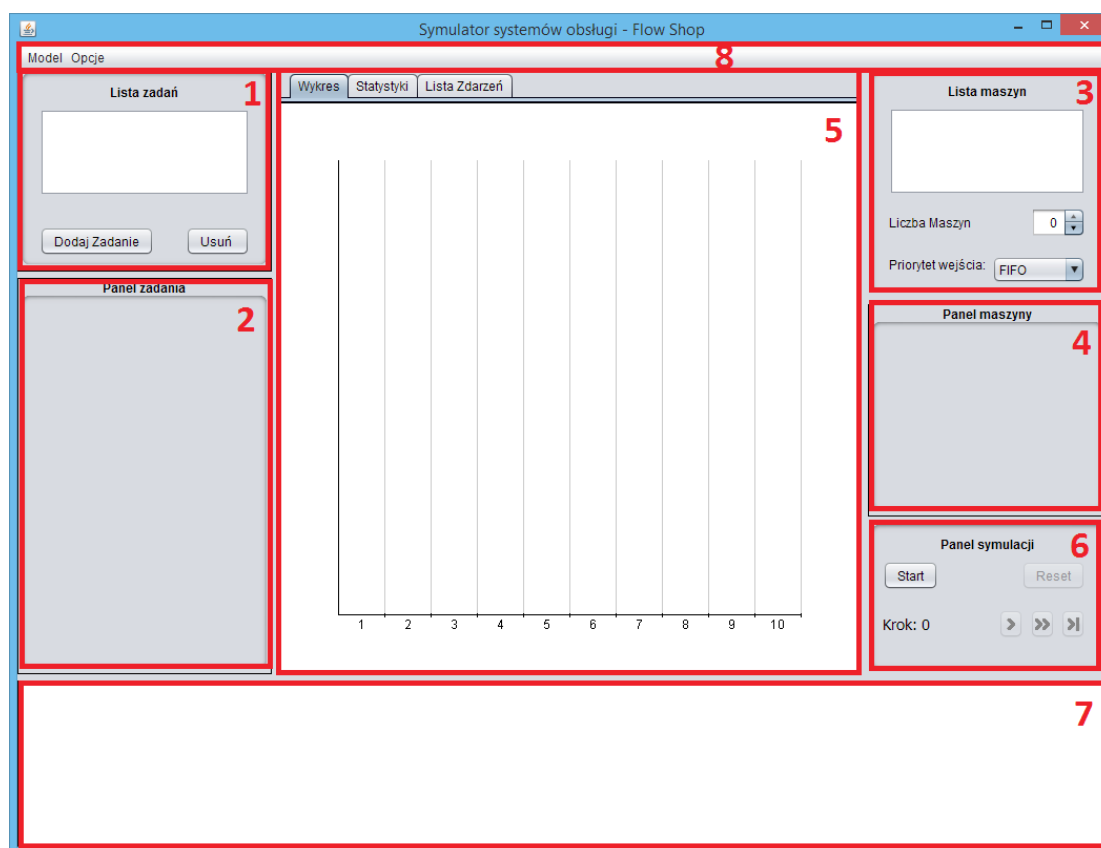 Symulator systemów obsługi - Flow Shop
Model Opcje
8
Lista zadań
1
Dodaj Zadanie Usuń
Panel zadania
2
Wykres Statystyki Lista Zdarzeń
5
1 2 3 4 5 6 7 8 9 10
Lista maszyn
3
Liczba Maszyn 0
Priorytet wejścia: FIFO
Panel maszyny
4
Panel symulacji
6
Start Reset
Krok: 0
7